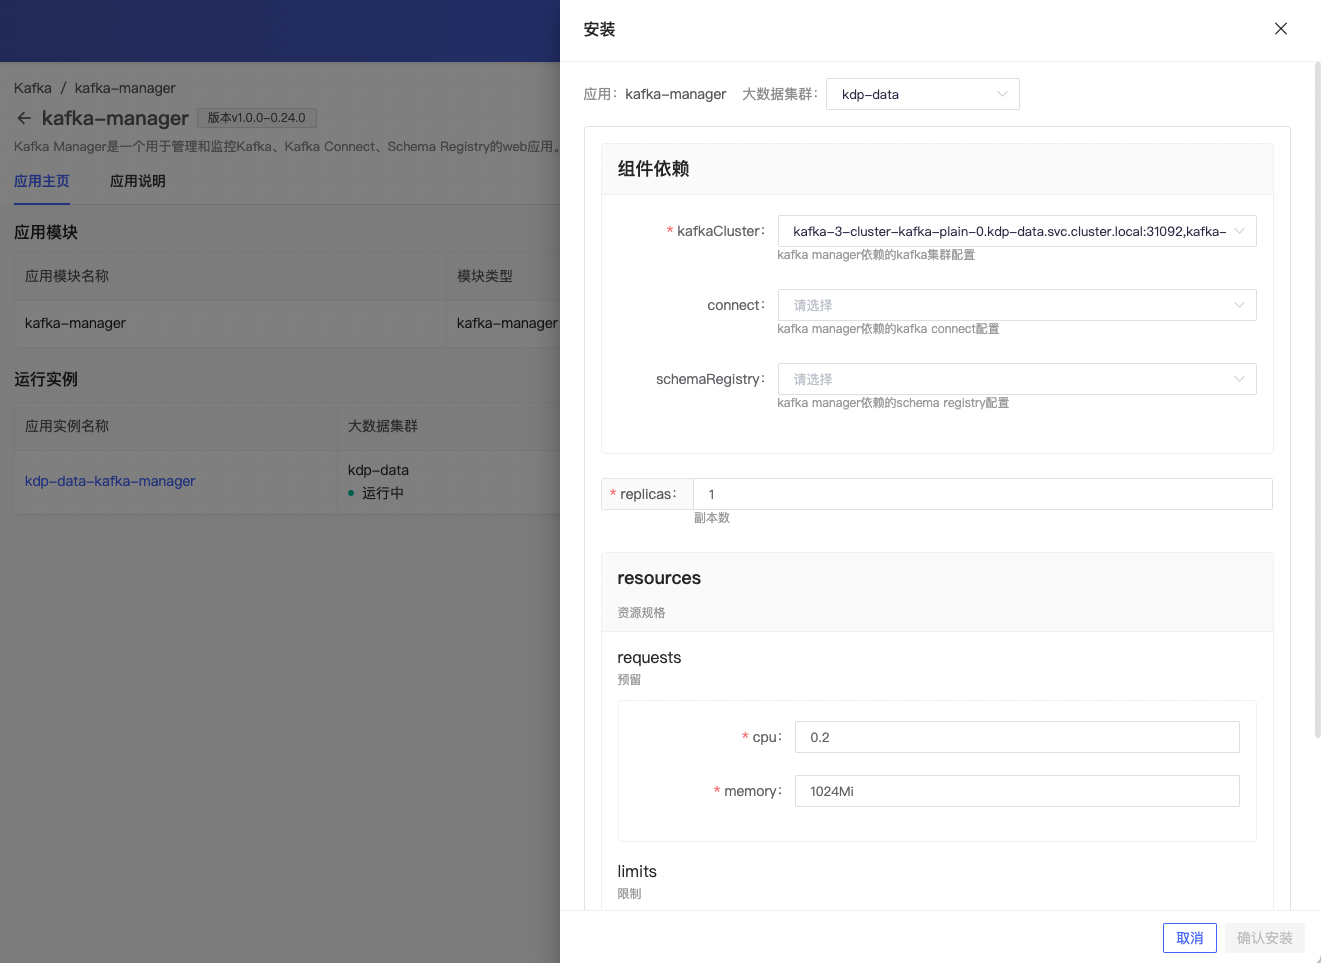 Kafka / kafka-manager
kafka-manager 版本v1.0.0-0.24.0
Kafka Manager是一个用于管理和监控Kafka、Kafka Connect、Schema Registry的web应用。
应用主页 应用说明
应用模块
应用模块名称 模块类型
kafka-manager kafka-manager
运行实例
应用实例名称 大数据集群
kdp-data-kafka-manager kdp-data
运行中
安装
应用: kafka-manager 大数据集群: kdp-data
组件依赖
* kafkaCluster: kafka-3-cluster-kafka-plain-0.kdp-data.svc.cluster.local:31092,kafka-
kafka manager依赖的kafka集群配置
connect: 请选择
kafka manager依赖的kafka connect配置
schemaRegistry: 请选择
kafka manager依赖的schema registry配置
* replicas: 1
副本数
resources
资源规格
requests
预留
* cpu: 0.2
* memory: 1024Mi
limits
限制
取消 确认安装